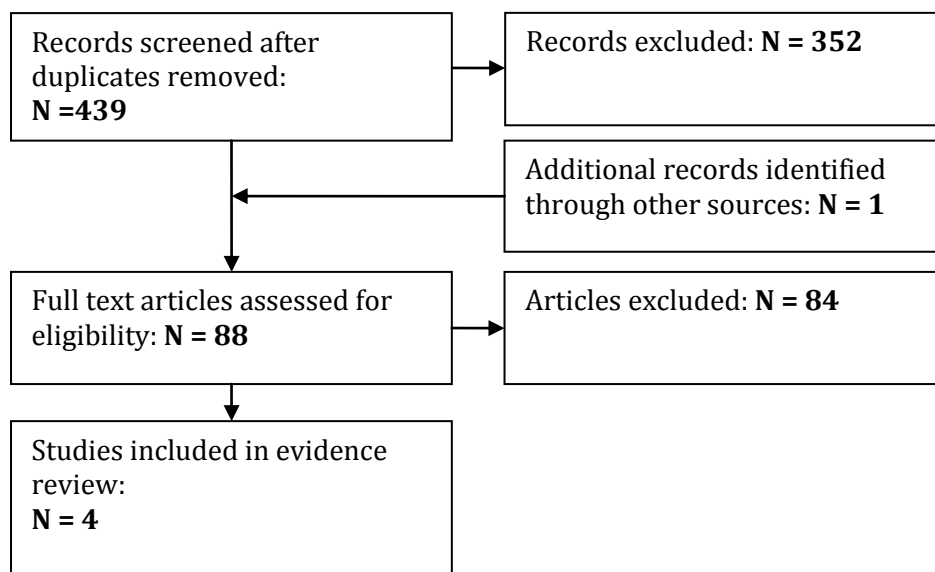 Records screened after
duplicates removed:
N =439
Records excluded: N = 352
Additional records identified
through other sources: N = 1
Full text articles assessed for
eligibility: N = 88
Articles excluded: N = 84
Studies included in evidence
review:
N = 4